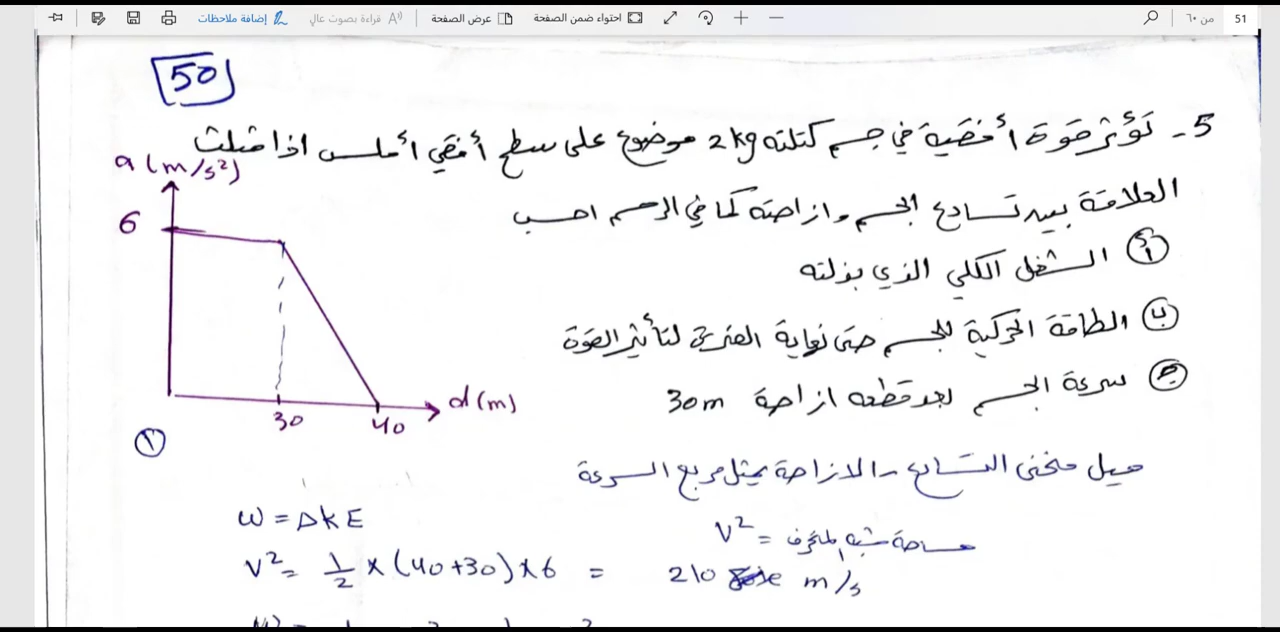 51 من ٦٠
احتواء ضمن الصفحة
عرض الصفحة
قراءة بصوت عالٍ
إضافة ملاحظات
50
5- تؤثر قوة أفقية في جسم كتلته 2kg موضوع على سطح أفقي أملس اذا مثلت
العلاقة بين تسارع الجسم وازاحته كما في الرسم احسب
أ الشغل الكلي الذي بذلته
ب الطاقة الحركية للجسم حتى نهاية الفترة لتأثير القوة
ج سرعة الجسم بعد قطعه ازاحة 30m
a (m/s²)
6
30
40
d (m)
١
ميل منحنى التسارع - الازاحة يمثل مربع السرعة
V² = مساحة شبه المنحرف
W = ΔKE
V² = 1/2 × (40+30) × 6 = 210 m/s